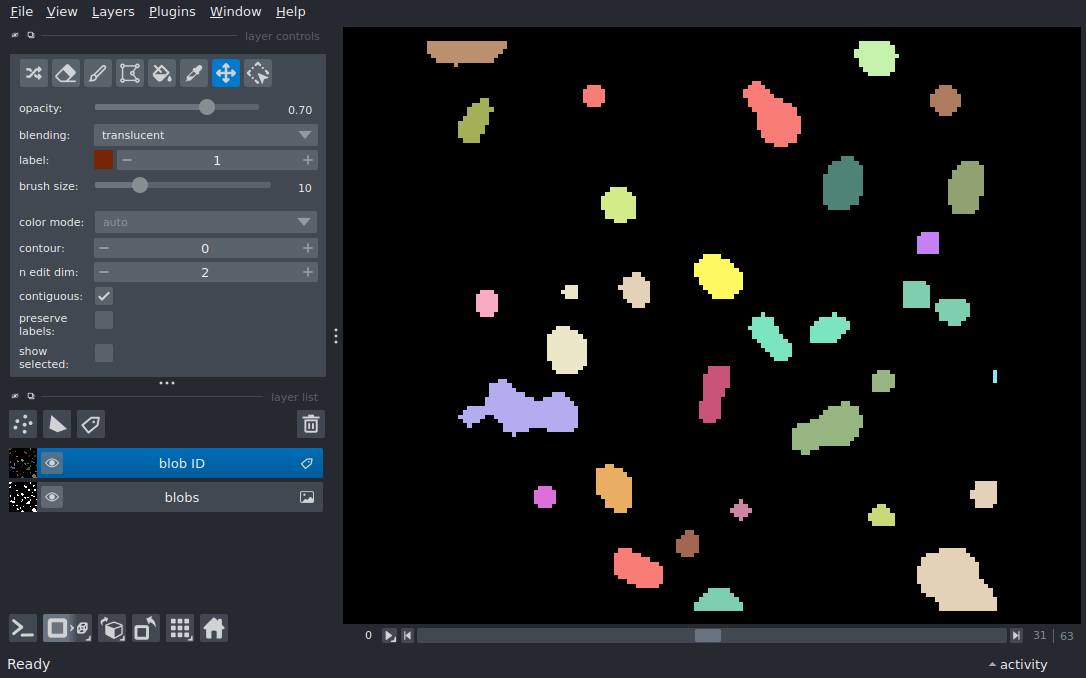 File View Layers Plugins Window Help
layer controls
opacity: 0.70
blending: translucent
label: 1
brush size: 10
color mode: auto
contour: 0
n edit dim: 2
contiguous:
preserve
labels:
show
selected:
layer list
blob ID
blobs
0 31 | 63
Ready activity